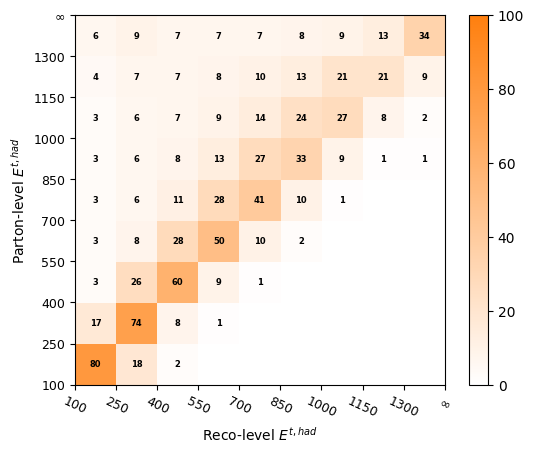 ∞ 6 9 7 7 7 8 9 13 34 100
1300
4 7 7 8 10 13 21 21 9
1150
3 6 7 9 14 24 27 8 2 80
1000
3 6 8 13 27 33 9 1 1
850
3 6 11 28 41 10 1 60
700
3 8 28 50 10 2
550
3 26 60 9 1 40
400
17 74 8 1 20
250
80 18 2
100 0
Parton-level E^{t,had}
100 250 400 550 700 850 1000 1150 1300 ∞
Reco-level E^{t,had}